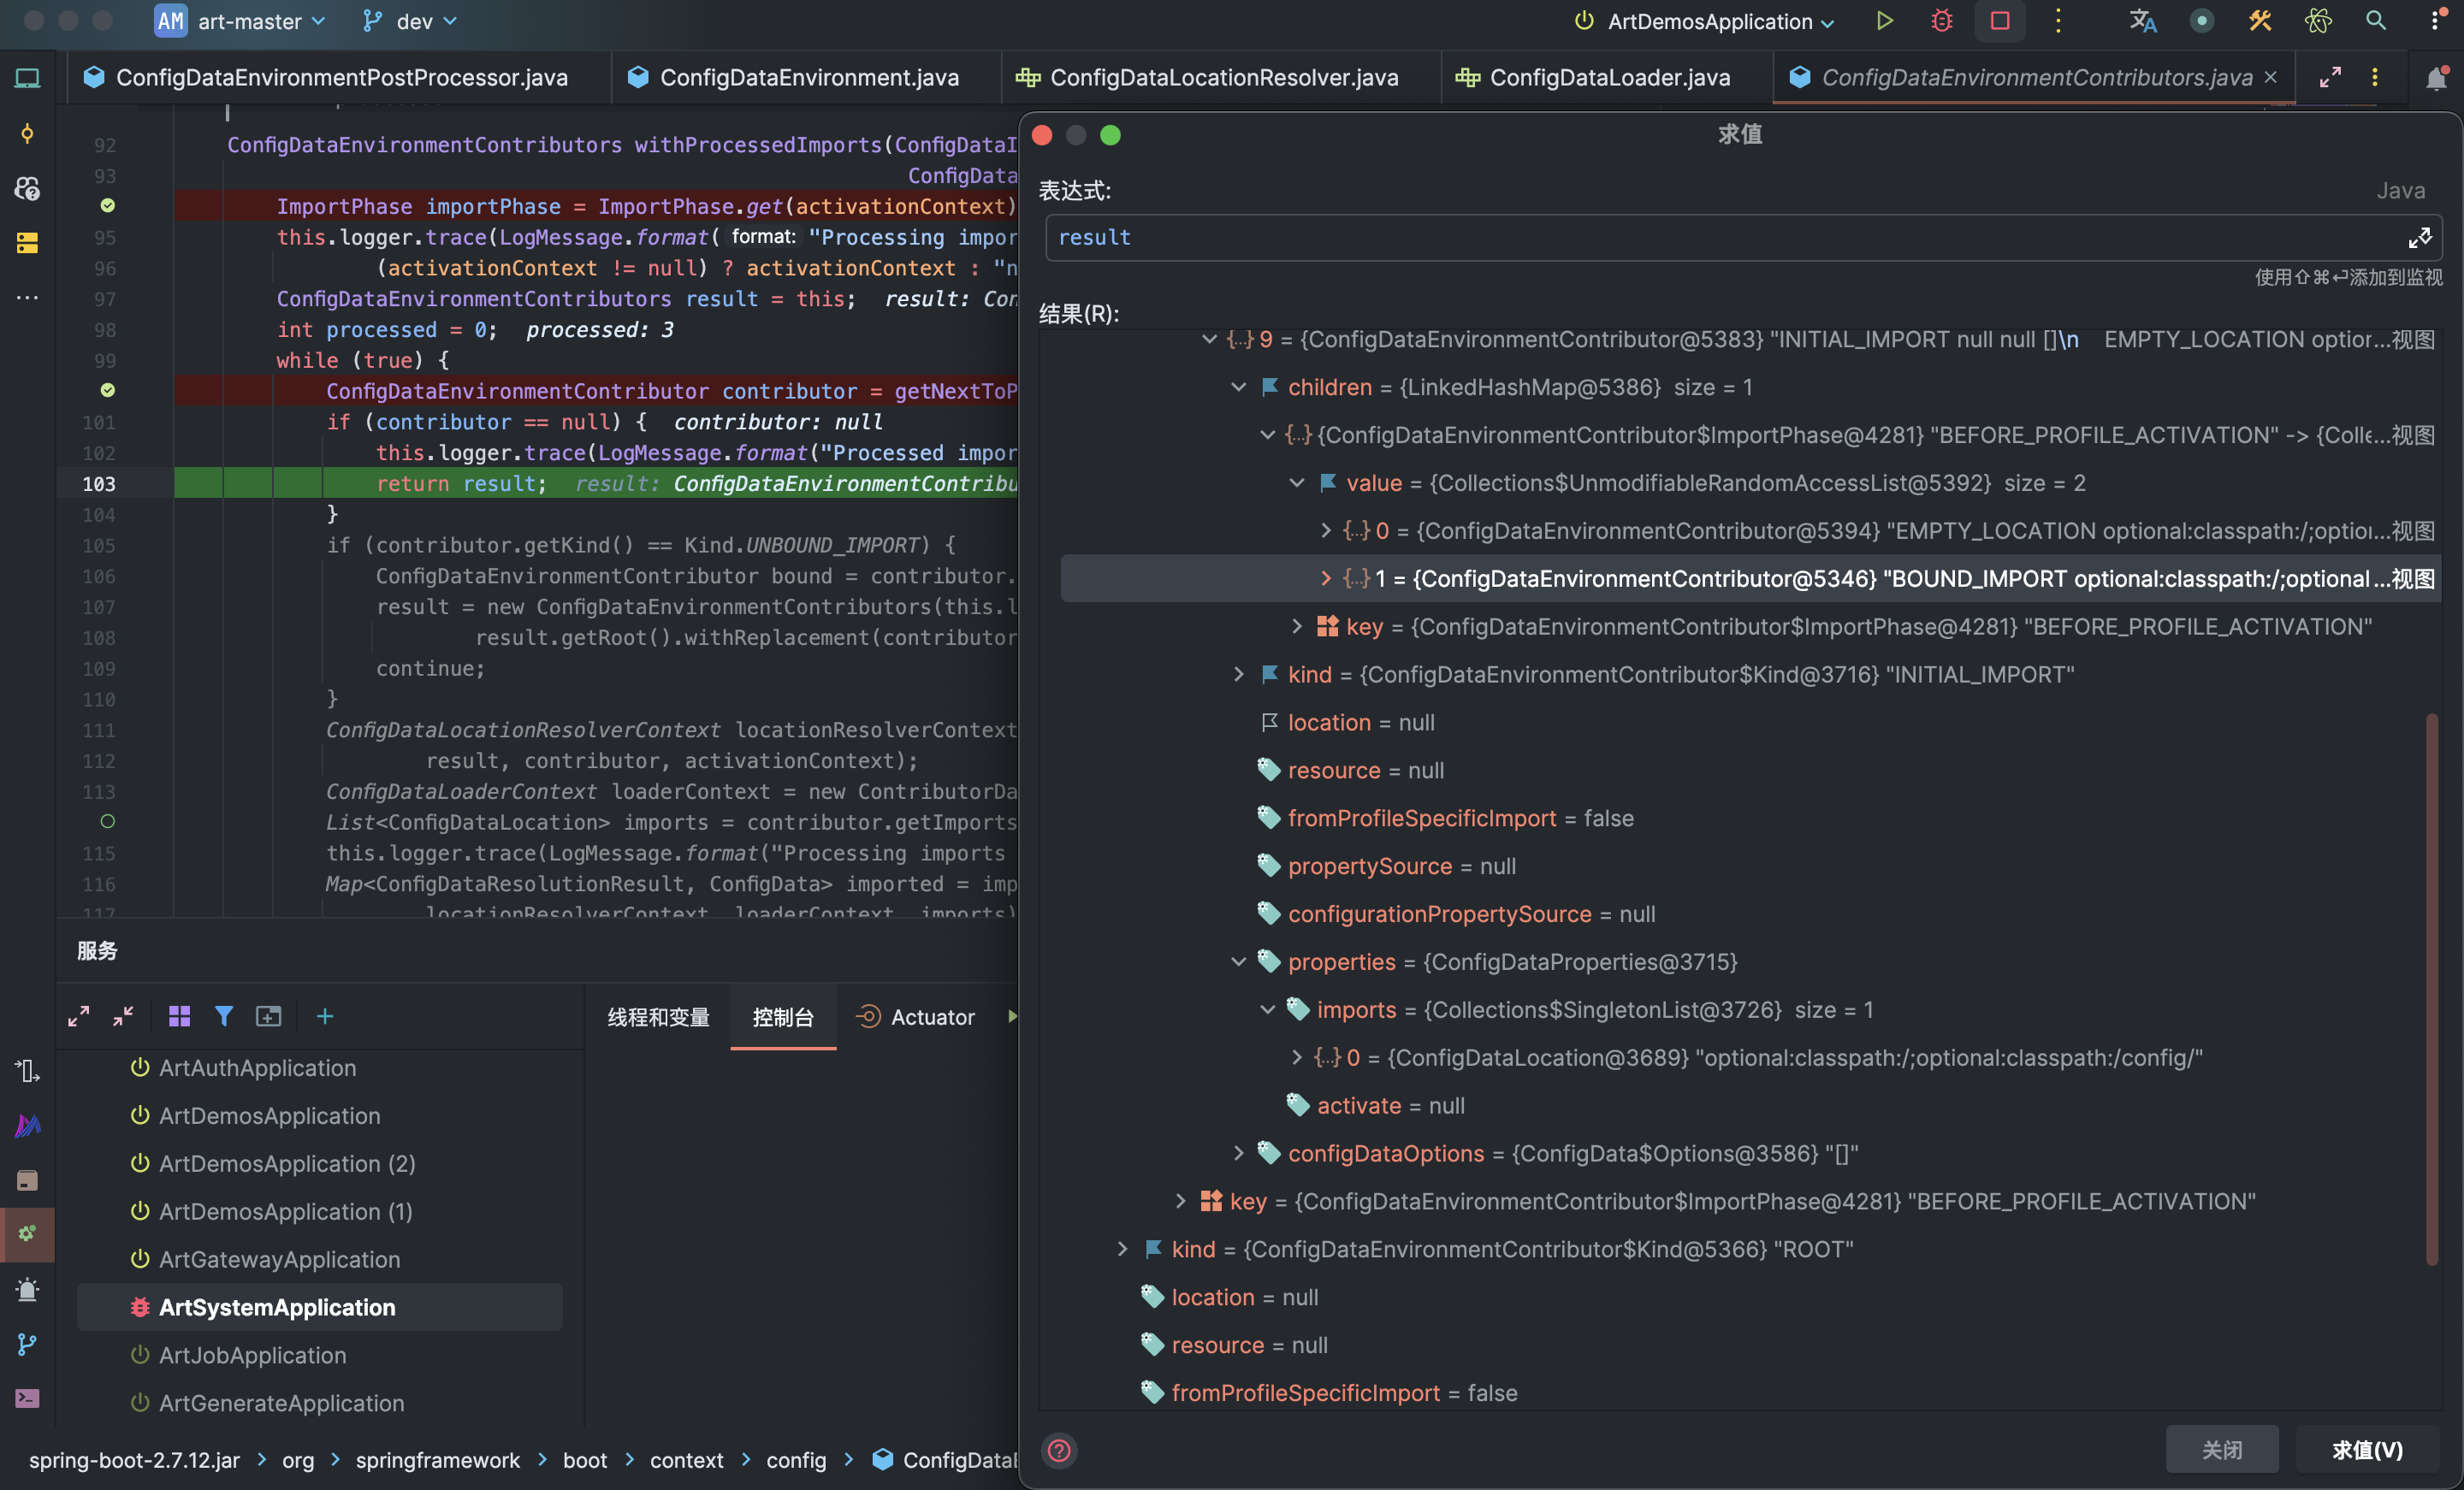 AM art-master dev ArtDemosApplication
ConfigDataEnvironmentPostProcessor.java ConfigDataEnvironment.java ConfigDataLocationResolver.java ConfigDataLoader.java ConfigDataEnvironmentContributors.java
92 ConfigDataEnvironmentContributors withProcessedImports(ConfigDataI
93 ConfigData
ImportPhase importPhase = ImportPhase.get(activationContext)
95 this.logger.trace(LogMessage.format( format: "Processing impor
96 (activationContext != null) ? activationContext : "n
97 ConfigDataEnvironmentContributors result = this; result: Con
98 int processed = 0; processed: 3
99 while (true) {
ConfigDataEnvironmentContributor contributor = getNextToP
101 if (contributor == null) { contributor: null
102 this.logger.trace(LogMessage.format("Processed impor
103 return result; result: ConfigDataEnvironmentContribu
104 }
105 if (contributor.getKind() == Kind.UNBOUND_IMPORT) {
106 ConfigDataEnvironmentContributor bound = contributor.
107 result = new ConfigDataEnvironmentContributors(this.l
108 result.getRoot().withReplacement(contributor
109 continue;
110 }
111 ConfigDataLocationResolverContext locationResolverContext
112 result, contributor, activationContext);
113 ConfigDataLoaderContext loaderContext = new ContributorDa
List<ConfigDataLocation> imports = contributor.getImports
115 this.logger.trace(LogMessage.format("Processing imports
116 Map<ConfigDataResolutionResult, ConfigData> imported = imp
117 locationResolverContext, loaderContext, imports)
服务
线程和变量 控制台 Actuator
ArtAuthApplication
ArtDemosApplication
ArtDemosApplication (2)
ArtDemosApplication (1)
ArtGatewayApplication
ArtSystemApplication
ArtJobApplication
ArtGenerateApplication
spring-boot-2.7.12.jar > org > springframework > boot > context > config > ConfigDataE
求值
表达式:
Java
result
使用⇧⌘↩添加到监视
结果(R):
{...} 9 = {ConfigDataEnvironmentContributor@5383} "INITIAL_IMPORT null null []\n EMPTY_LOCATION option...视图
children = {LinkedHashMap@5386} size = 1
{...} {ConfigDataEnvironmentContributor$ImportPhase@4281} "BEFORE_PROFILE_ACTIVATION" -> {Colle...视图
value = {Collections$UnmodifiableRandomAccessList@5392} size = 2
{...} 0 = {ConfigDataEnvironmentContributor@5394} "EMPTY_LOCATION optional:classpath:/;optio...视图
{...} 1 = {ConfigDataEnvironmentContributor@5346} "BOUND_IMPORT optional:classpath:/;optional ...视图
key = {ConfigDataEnvironmentContributor$ImportPhase@4281} "BEFORE_PROFILE_ACTIVATION"
kind = {ConfigDataEnvironmentContributor$Kind@3716} "INITIAL_IMPORT"
location = null
resource = null
fromProfileSpecificImport = false
propertySource = null
configurationPropertySource = null
properties = {ConfigDataProperties@3715}
imports = {Collections$SingletonList@3726} size = 1
{...} 0 = {ConfigDataLocation@3689} "optional:classpath:/;optional:classpath:/config/"
activate = null
configDataOptions = {ConfigData$Options@3586} "[]"
key = {ConfigDataEnvironmentContributor$ImportPhase@4281} "BEFORE_PROFILE_ACTIVATION"
kind = {ConfigDataEnvironmentContributor$Kind@5366} "ROOT"
location = null
resource = null
fromProfileSpecificImport = false
关闭 求值(V)